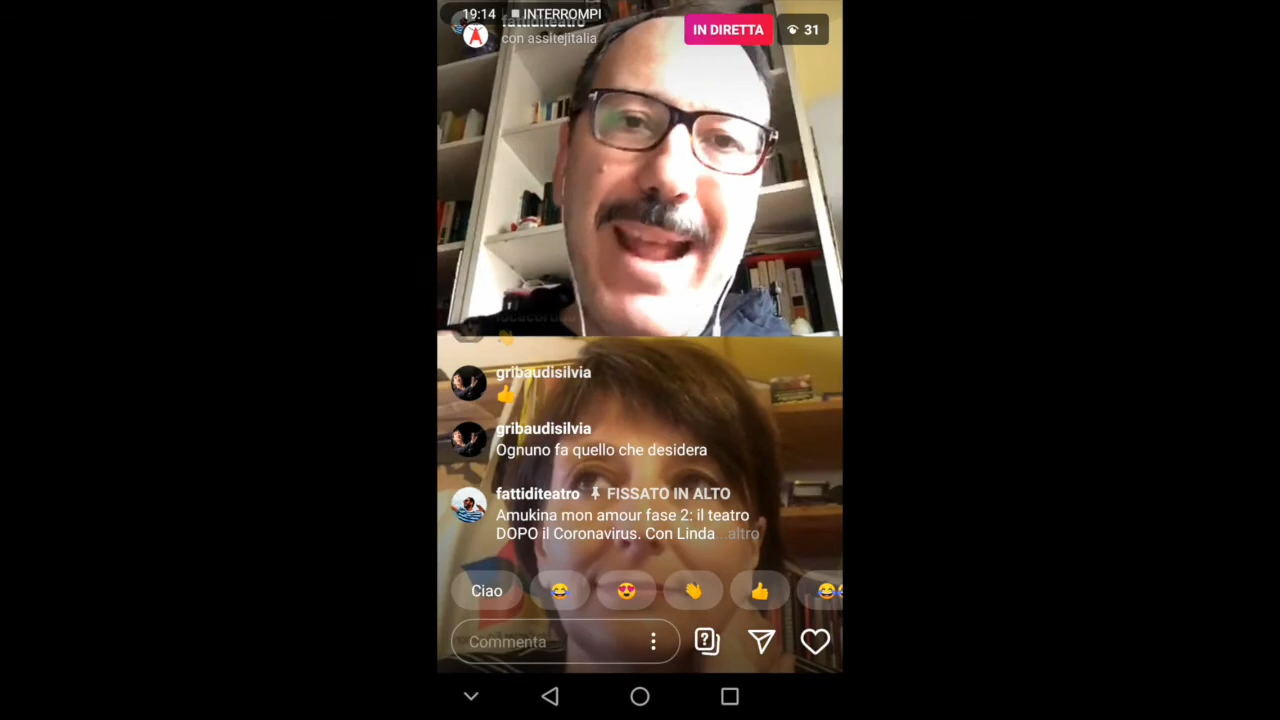 19:14 INTERROMPI
fattiditeatro
con assitejitalia
IN DIRETTA
31
gribaudisilvia
👍
gribaudisilvia
Ognuno fa quello che desidera
fattiditeatro FISSATO IN ALTO
Amukina mon amour fase 2: il teatro
DOPO il Coronavirus. Con Linda...altro
Ciao 😂 😍 👏 👍 😂
Commenta